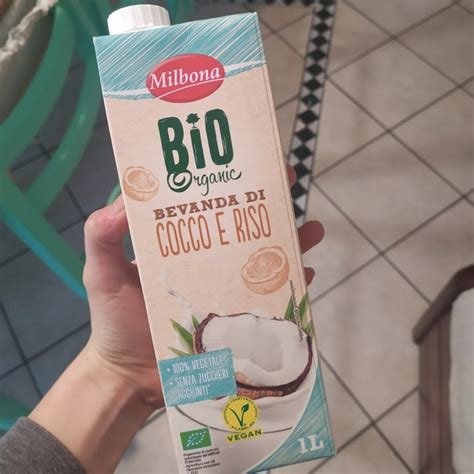 Milbona
BiO
Organic
BEVANDA DI
COCCO E RISO
• 100% VEGETALE
• SENZA ZUCCHERI
AGGIUNTI*
VEGAN
1L